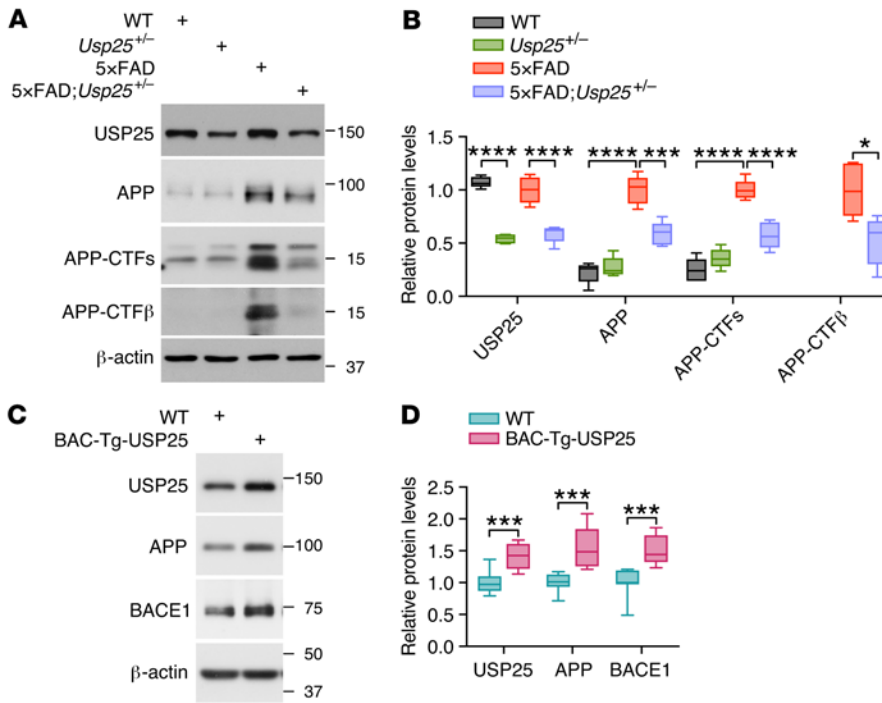 A
WT +
Usp25+/– +
5×FAD +
5×FAD;Usp25+/– +
USP25 –150
APP 100–
APP-CTFs –15
APP-CTFβ –15
β-actin – 37
B
WT
Usp25+/–
5×FAD
5×FAD;Usp25+/–
Relative protein levels
1.5
1.0
0.5
0.0
**** **** **** *** **** **** *
USP25 APP APP-CTFs APP-CTFβ
C
WT +
BAC-Tg-USP25 +
USP25 –150
APP –100
BACE1 – 75
β-actin – 50
– 37
D
WT
BAC-Tg-USP25
Relative protein levels
2.5
2.0
1.5
1.0
0.5
0.0
*** *** ***
USP25 APP BACE1